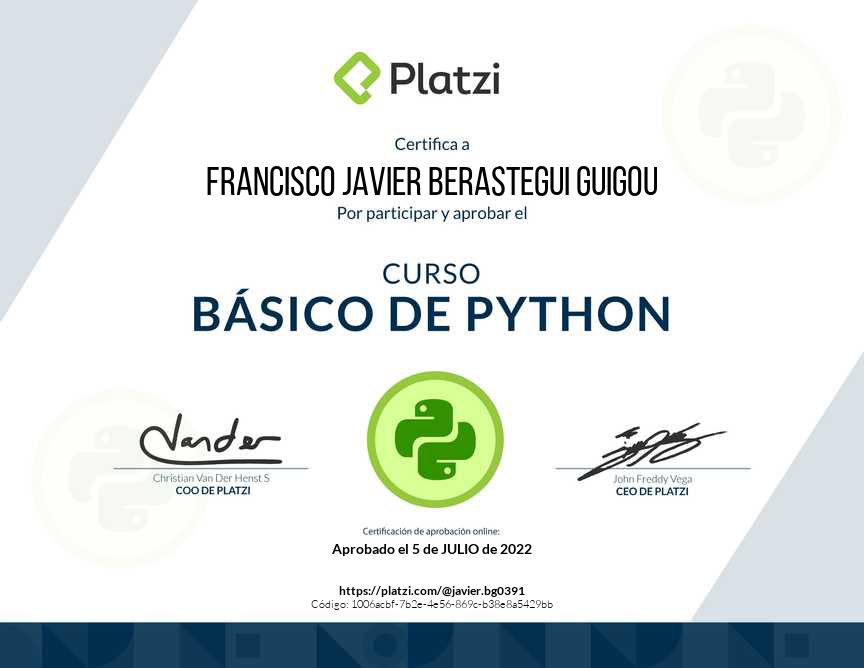 Platzi
Certifica a
FRANCISCO JAVIER BERASTEGUI GUIGOU
Por participar y aprobar el
CURSO
BÁSICO DE PYTHON
Vander
Christian Van Der Henst S
COO DE PLATZI
John Freddy Vega
CEO DE PLATZI
Certificación de aprobación online:
Aprobado el 5 de JULIO de 2022
https://platzi.com/@javier.bg0391
Código: 1006acbf-7b2e-4e56-869c-b38e8a5429bb